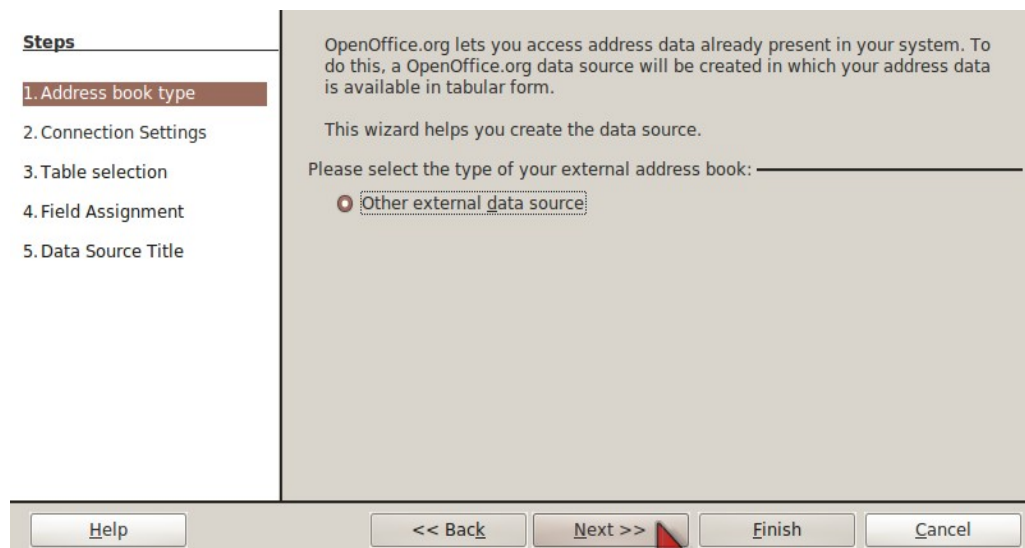 Steps
1. Address book type
2. Connection Settings
3. Table selection
4. Field Assignment
5. Data Source Title
OpenOffice.org lets you access address data already present in your system. To
do this, a OpenOffice.org data source will be created in which your address data
is available in tabular form.
This wizard helps you create the data source.
Please select the type of your external address book:
Other external data source
Help
<< Back
Next >>
Finish
Cancel